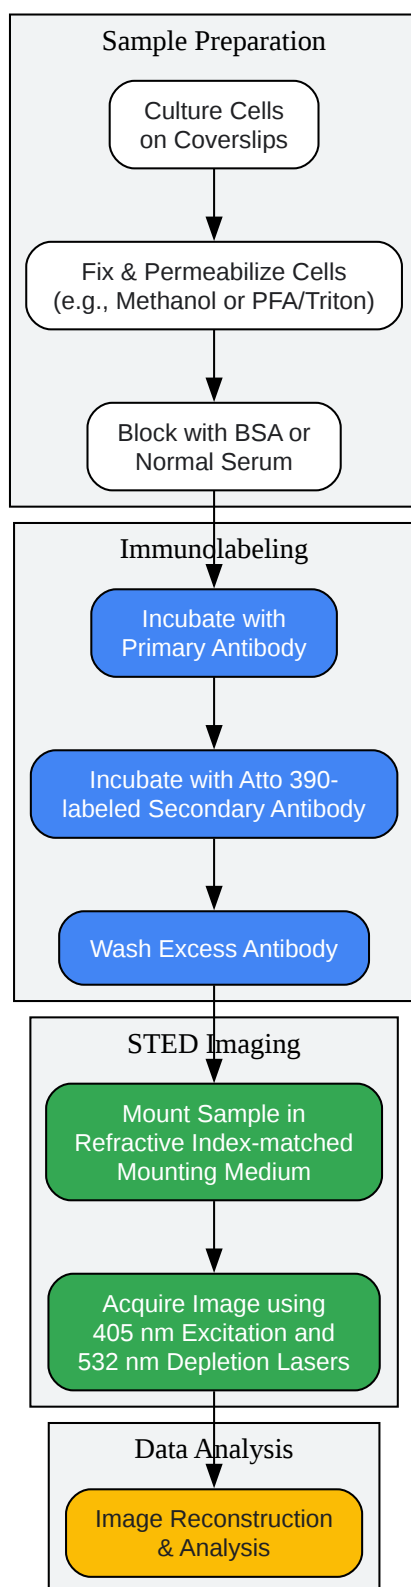 Sample Preparation
Culture Cells
on Coverslips
Fix & Permeabilize Cells
(e.g., Methanol or PFA/Triton)
Block with BSA or
Normal Serum
Immunolabeling
Incubate with
Primary Antibody
Incubate with Atto 390-
labeled Secondary Antibody
Wash Excess Antibody
STED Imaging
Mount Sample in
Refractive Index-matched
Mounting Medium
Acquire Image using
405 nm Excitation and
532 nm Depletion Lasers
Data Analysis
Image Reconstruction
& Analysis